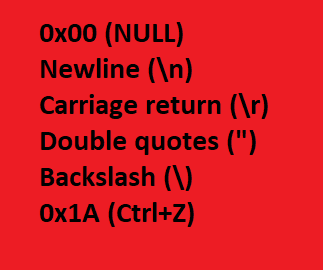 0x00 (NULL)
Newline (\n)
Carriage return (\r)
Double quotes (")
Backslash (\)
0x1A (Ctrl+Z)